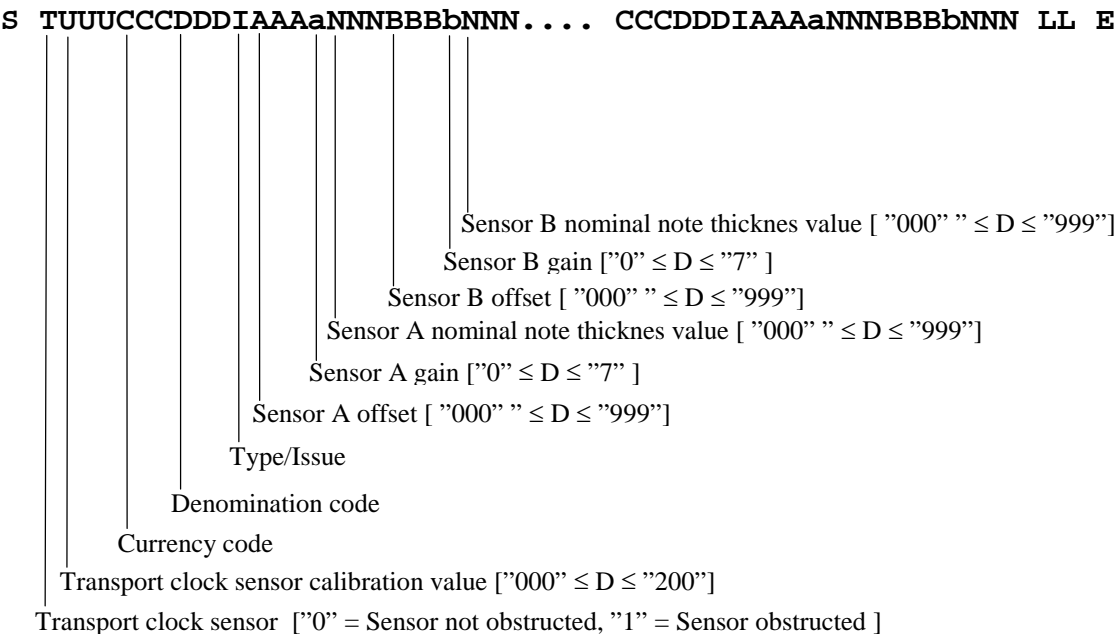 S TUUUCCCDDDIAAAaNNNBBBbNNN.... CCCDDDIAAAaNNNBBBbNNN LL E
Sensor B nominal note thicknes value [ ”000” ” ≤ D ≤ “999”]
Sensor B gain [“0” ≤ D ≤ “7” ]
Sensor B offset [ ”000” ” ≤ D ≤ “999”]
Sensor A nominal note thicknes value [ ”000” ” ≤ D ≤ “999”]
Sensor A gain [“0” ≤ D ≤ “7” ]
Sensor A offset [ ”000” ” ≤ D ≤ “999”]
Type/Issue
Denomination code
Currency code
Transport clock sensor calibration value [“000” ≤ D ≤ “200”]
Transport clock sensor [”0” = Sensor not obstructed, ”1” = Sensor obstructed ]